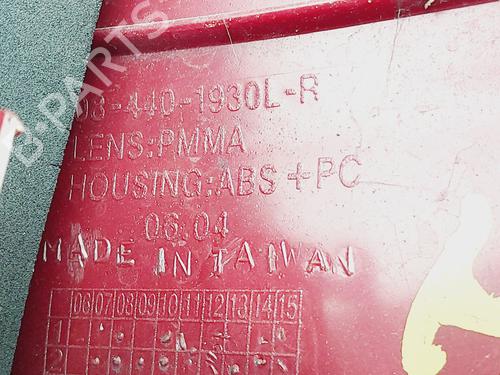 B-PARTS
03-440-1930L-R
LENS:PMMA
HOUSING:ABS+PC
06.04
MADE IN TAIWAN
06 07 08 09 10 11 12 13 14 15
1
2